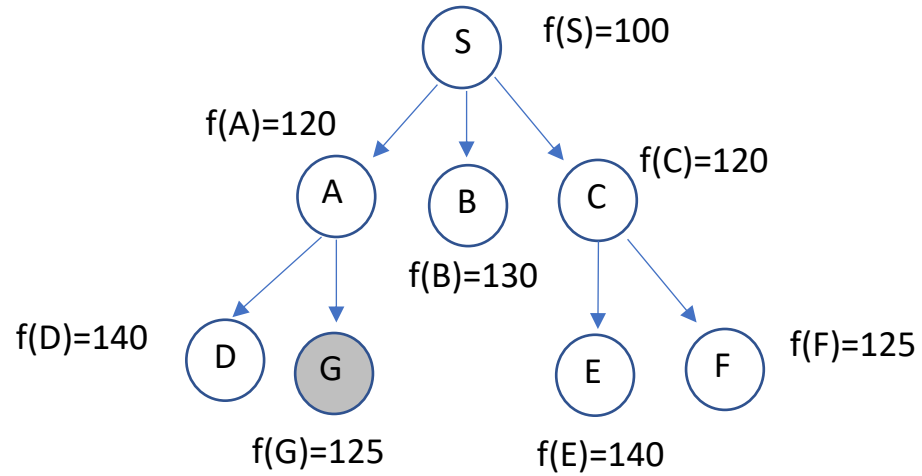 S
f(S)=100
f(A)=120
f(C)=120
A
B
C
f(B)=130
f(D)=140
D
G
E
F
f(F)=125
f(G)=125
f(E)=140